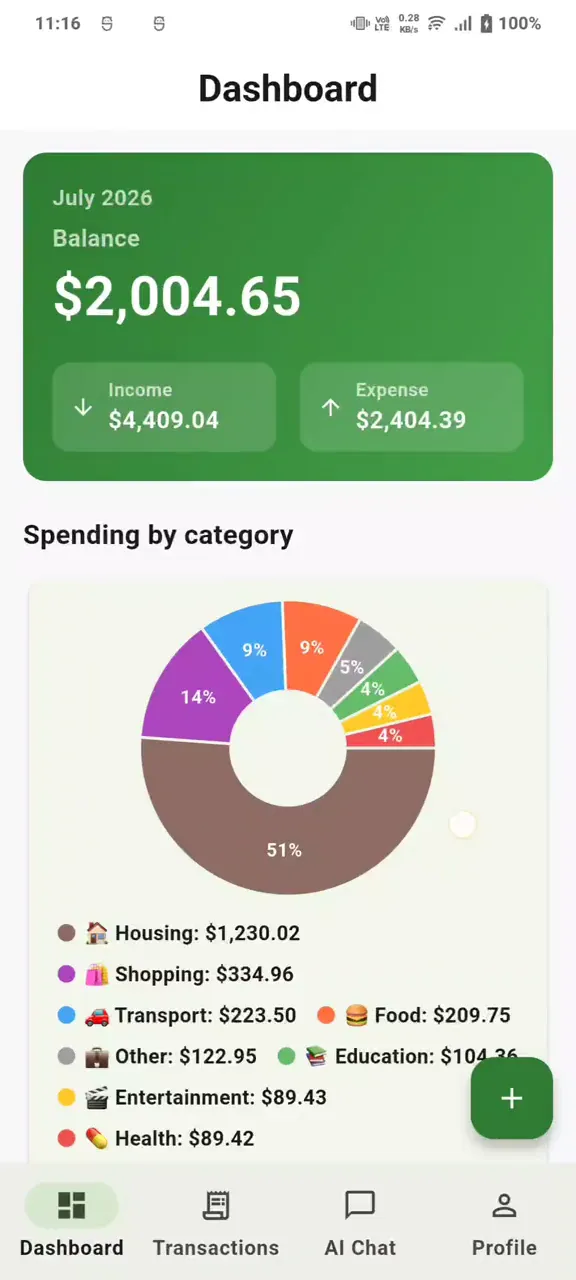 11:16 Vo) LTE 0.28 KB/s 100%
Dashboard
July 2026
Balance
$2,004.65
Income
$4,409.04
Expense
$2,404.39
Spending by category
9%
9%
5%
14%
4%
4%
4%
51%
Housing: $1,230.02
Shopping: $334.96
Transport: $223.50 Food: $209.75
Other: $122.95 Education: $104.36
Entertainment: $89.43
Health: $89.42
+
Dashboard Transactions AI Chat Profile